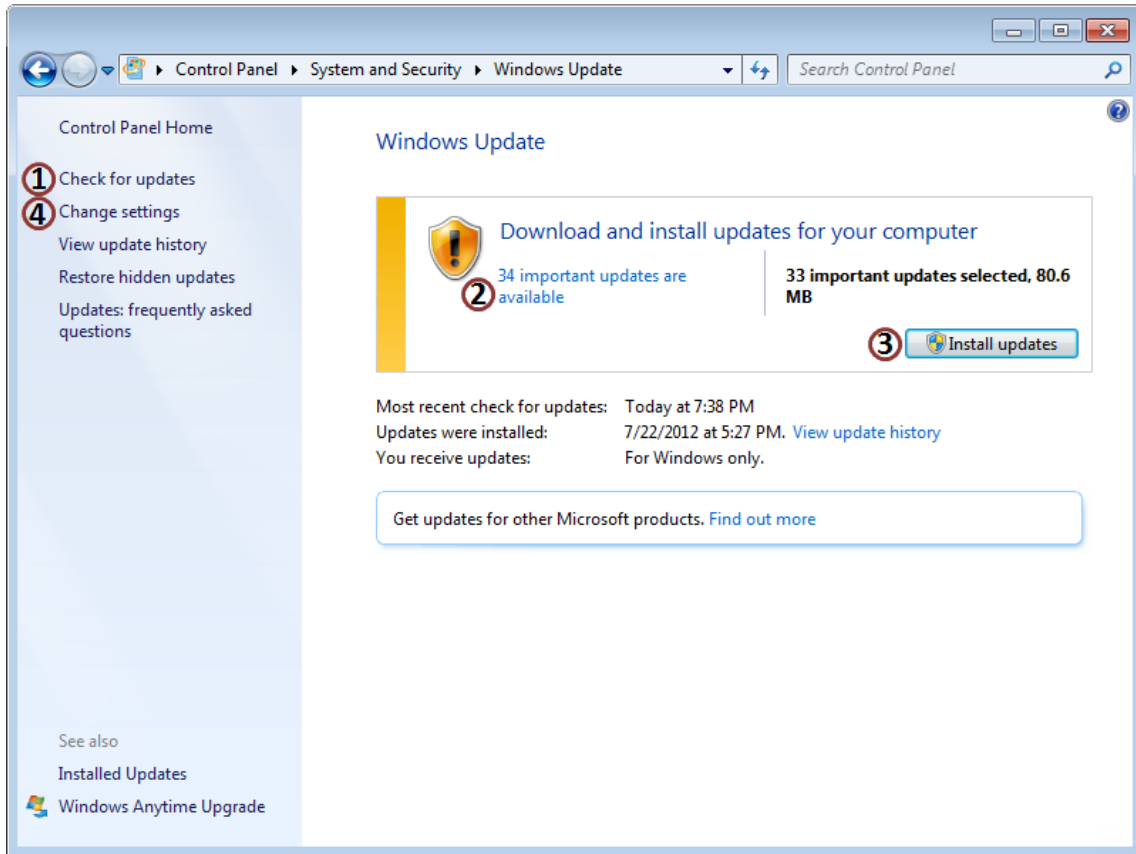 Control Panel System and Security Windows Update Search Control Panel
Control Panel Home
1 Check for updates
4 Change settings
View update history
Restore hidden updates
Updates: frequently asked
questions
See also
Installed Updates
Windows Anytime Upgrade
Windows Update
Download and install updates for your computer
34 important updates are
2 available
33 important updates selected, 80.6
MB
3 Install updates
Most recent check for updates: Today at 7:38 PM
Updates were installed: 7/22/2012 at 5:27 PM. View update history
You receive updates: For Windows only.
Get updates for other Microsoft products. Find out more